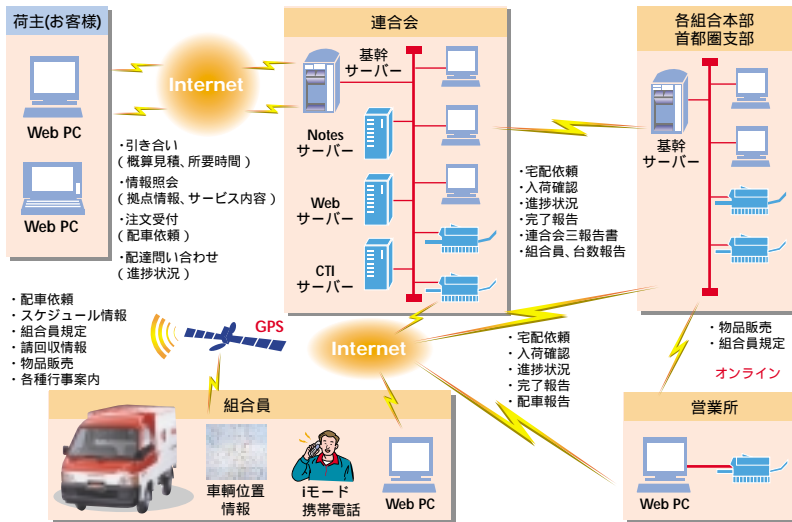 荷主(お客様)
Web PC
Web PC
Internet
・引き合い
( 概算見積、所要時間 )
・情報照会
( 拠点情報、サービス内容 )
・注文受付
( 配車依頼 )
・配達問い合わせ
( 進捗状況 )
連合会
基幹
サーバー
Notes
サーバー
Web
サーバー
CTI
サーバー
・宅配依頼
・入荷確認
・進捗状況
・完了報告
・連合会三報告書
・組合員、台数報告
各組合本部
首都圏支部
基幹
サーバー
・配車依頼
・スケジュール情報
・組合員規定
・請回収情報
・物品販売
・各種行事案内
GPS
Internet
・宅配依頼
・入荷確認
・進捗状況
・完了報告
・配車報告
・物品販売
・組合員規定
オンライン
組合員
車輌位置
情報
iモード
携帯電話
Web PC
営業所
Web PC